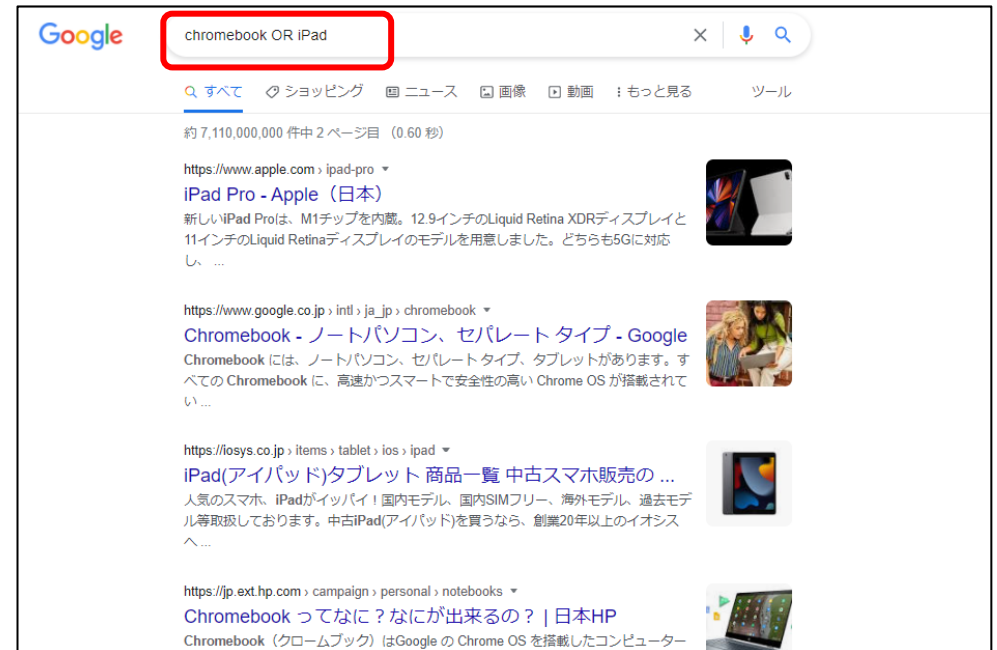 Google
chromebook OR iPad
すべて ショッピング ニュース 画像 動画 もっと見る ツール
約 7,110,000,000 件中 2 ページ目 （0.60 秒）
https://www.apple.com › ipad-pro
iPad Pro - Apple（日本）
新しいiPad Proは、M1チップを内蔵。12.9インチのLiquid Retina XDRディスプレイと
11インチのLiquid Retinaディスプレイのモデルを用意しました。どちらも5Gに対応
し、 ...
https://www.google.co.jp › intl › ja_jp › chromebook
Chromebook - ノートパソコン、セパレート タイプ - Google
Chromebook には、ノートパソコン、セパレート タイプ、タブレットがあります。す
べての Chromebook に、高速かつスマートで安全性の高い Chrome OS が搭載されて
い ...
https://iosys.co.jp › items › tablet › ios › ipad
iPad(アイパッド)タブレット 商品一覧 中古スマホ販売の ...
人気のスマホ、iPadがイッパイ！国内モデル、国内SIMフリー、海外モデル、過去モデ
ル等取扱しております。中古iPad(アイパッド)を買うなら、創業20年以上のイオシス
へ ...
https://jp.ext.hp.com › campaign › personal › notebooks
Chromebook ってなに？なにが出来るの？ | 日本HP
Chromebook（クロームブック）はGoogle の Chrome OS を搭載したコンピューター